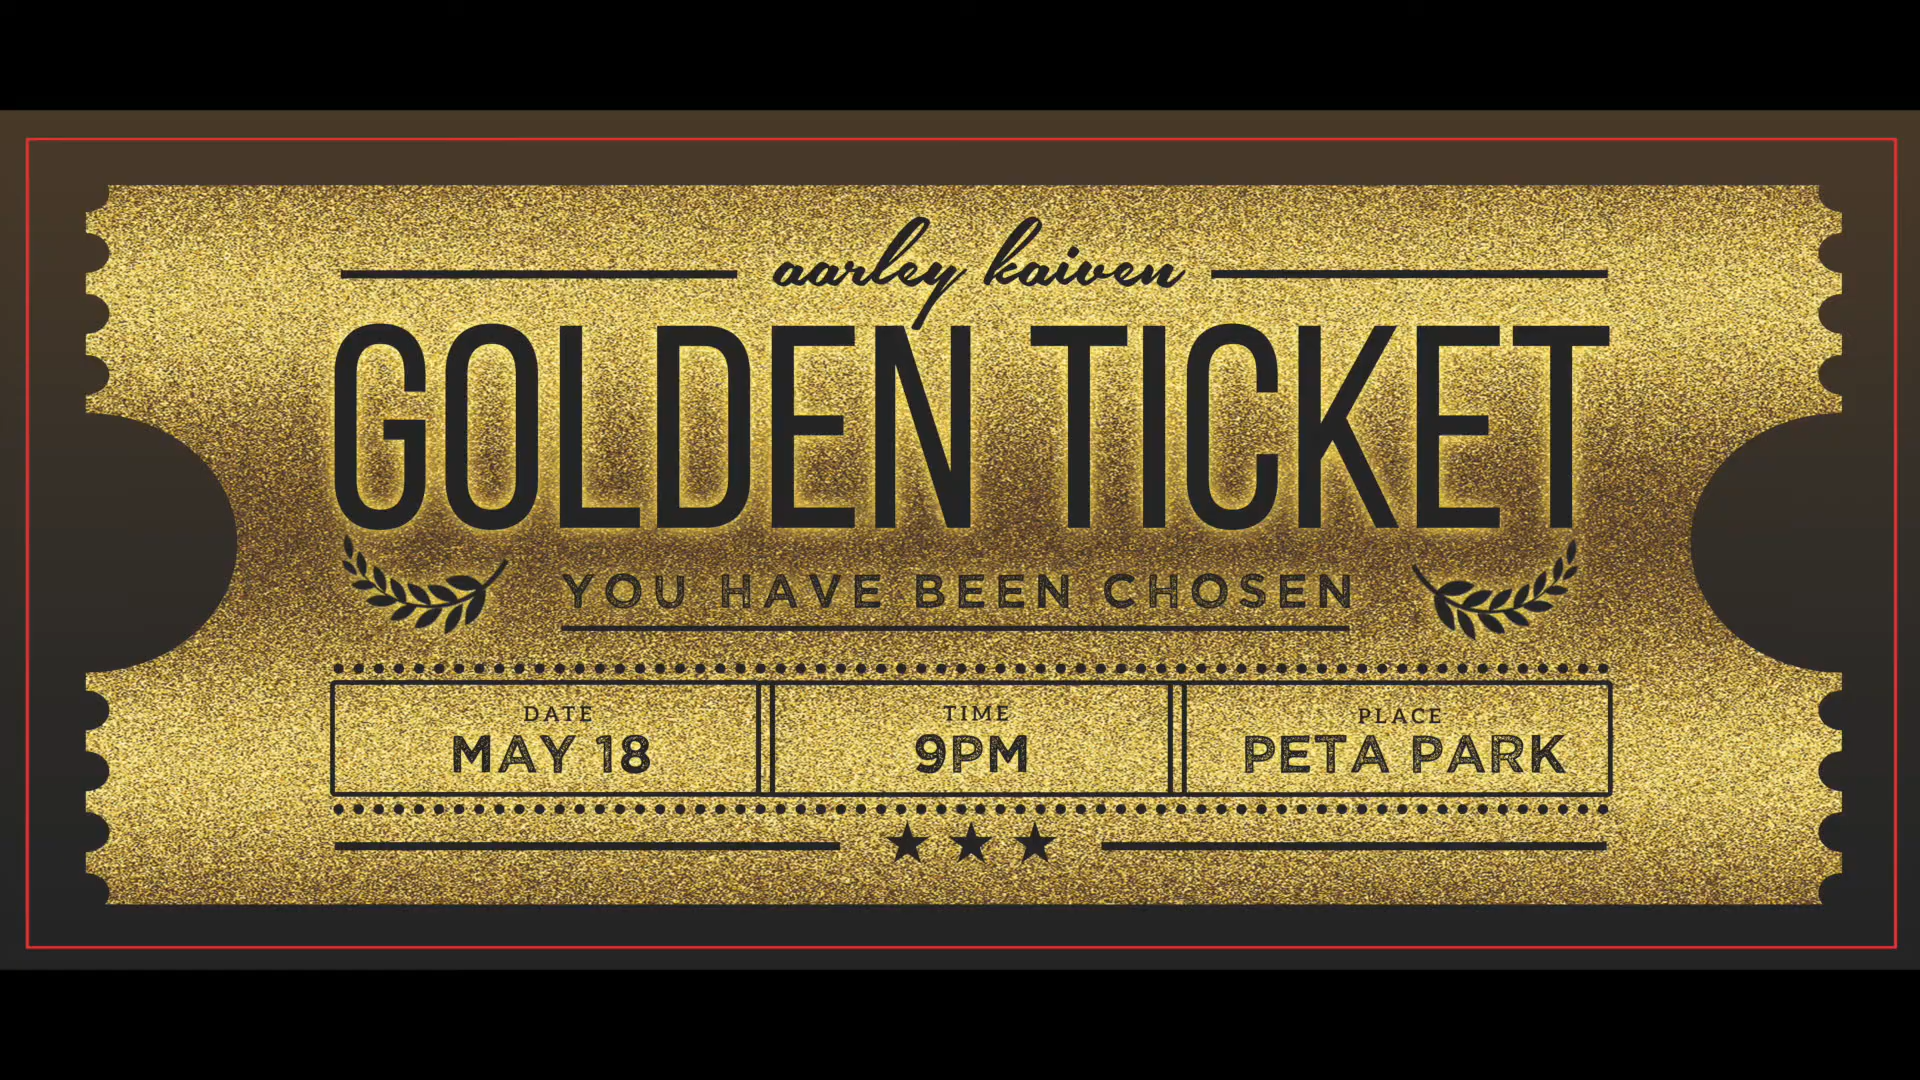 aarley kaiven
GOLDEN TICKET
YOU HAVE BEEN CHOSEN
DATE
MAY 18
TIME
9PM
PLACE
PETA PARK